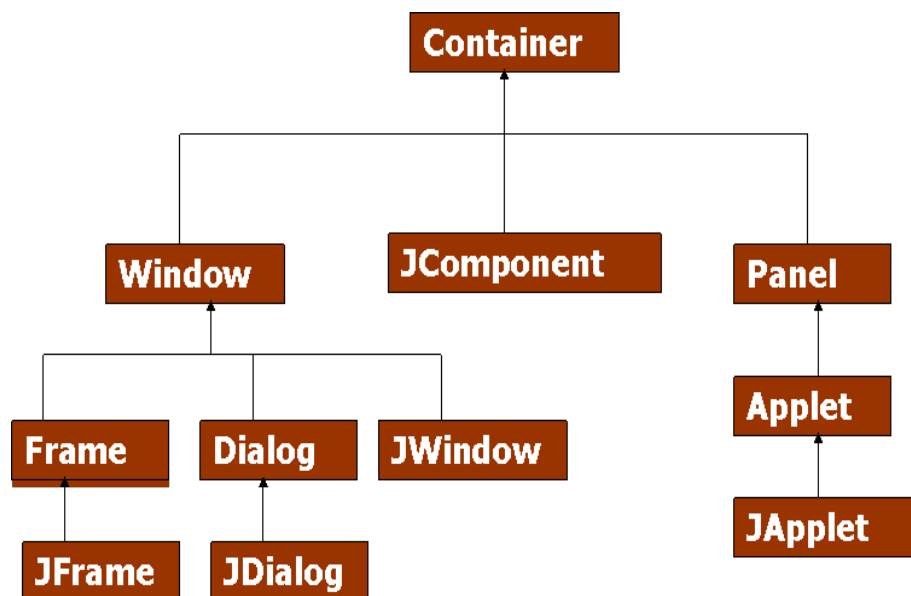 Container
Window
JComponent
Panel
Applet
Frame
Dialog
JWindow
JApplet
JFrame
JDialog